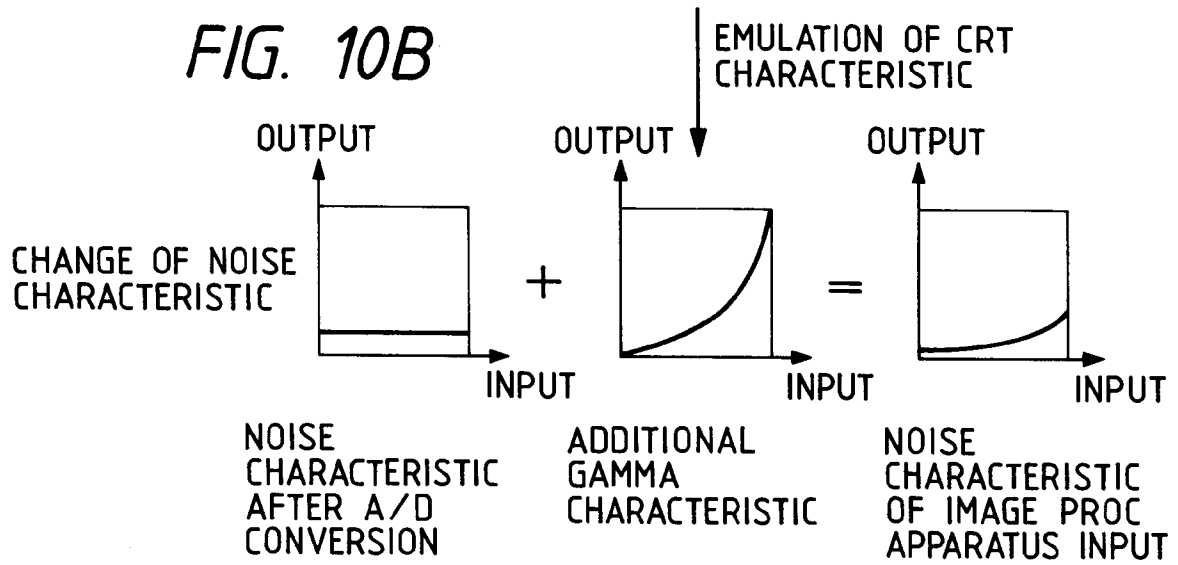 FIG. 10B
EMULATION OF CRT
CHARACTERISTIC
OUTPUT
OUTPUT
OUTPUT
CHANGE OF NOISE
CHARACTERISTIC
+
=
INPUT
INPUT
INPUT
NOISE
CHARACTERISTIC
AFTER A/D
CONVERSION
ADDITIONAL
GAMMA
CHARACTERISTIC
NOISE
CHARACTERISTIC
OF IMAGE PROC
APPARATUS INPUT